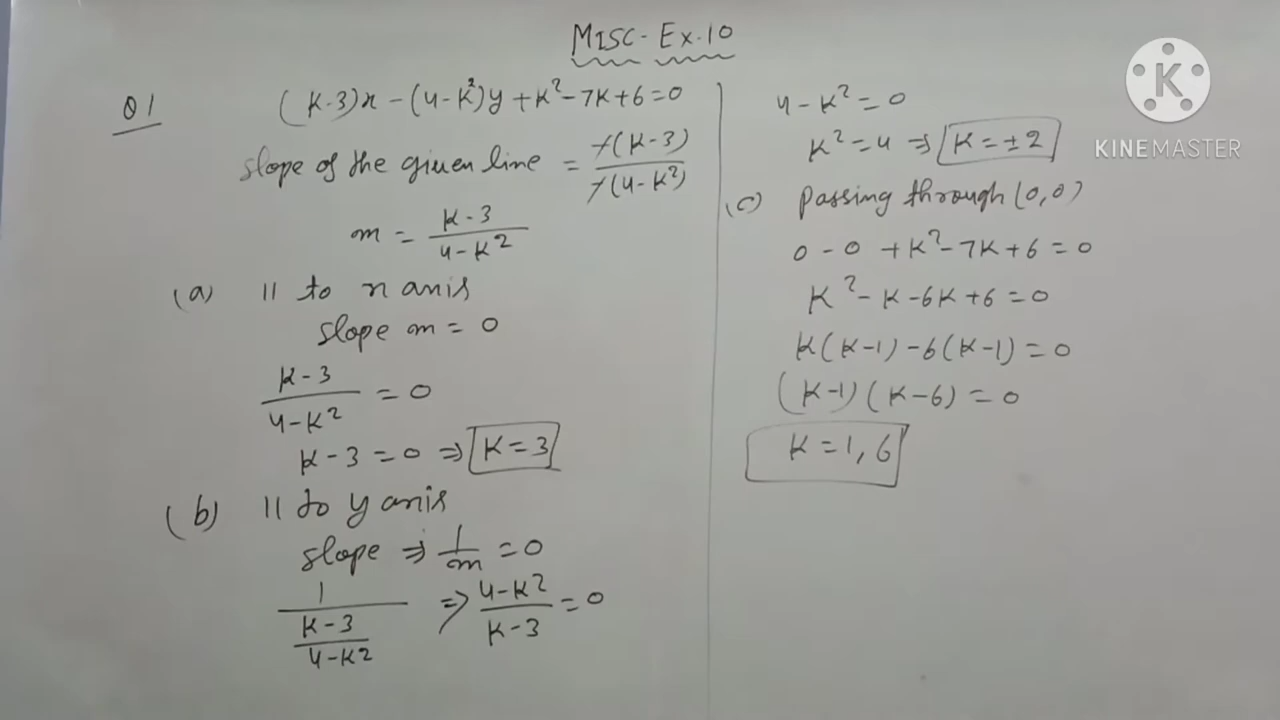 MISC- Ex.10
Q1 (K-3)x - (4-K²)y + K² - 7K + 6 = 0
slope of the given line = -(K-3) / -(4-K²)
m = K-3 / 4-K²
(a) || to x axis
slope m = 0
K-3 / 4-K² = 0
K-3 = 0 ⇒ K=3
(b) || to y axis
slope ⇒ 1/m = 0
1 / (K-3 / 4-K²) ⇒ 4-K² / K-3 = 0
4 - K² = 0
K² = 4 ⇒ K = ±2
(c) passing through (0,0)
0 - 0 + K² - 7K + 6 = 0
K² - K - 6K + 6 = 0
K(K-1) - 6(K-1) = 0
(K-1)(K-6) = 0
K = 1, 6
K
KINEMASTER